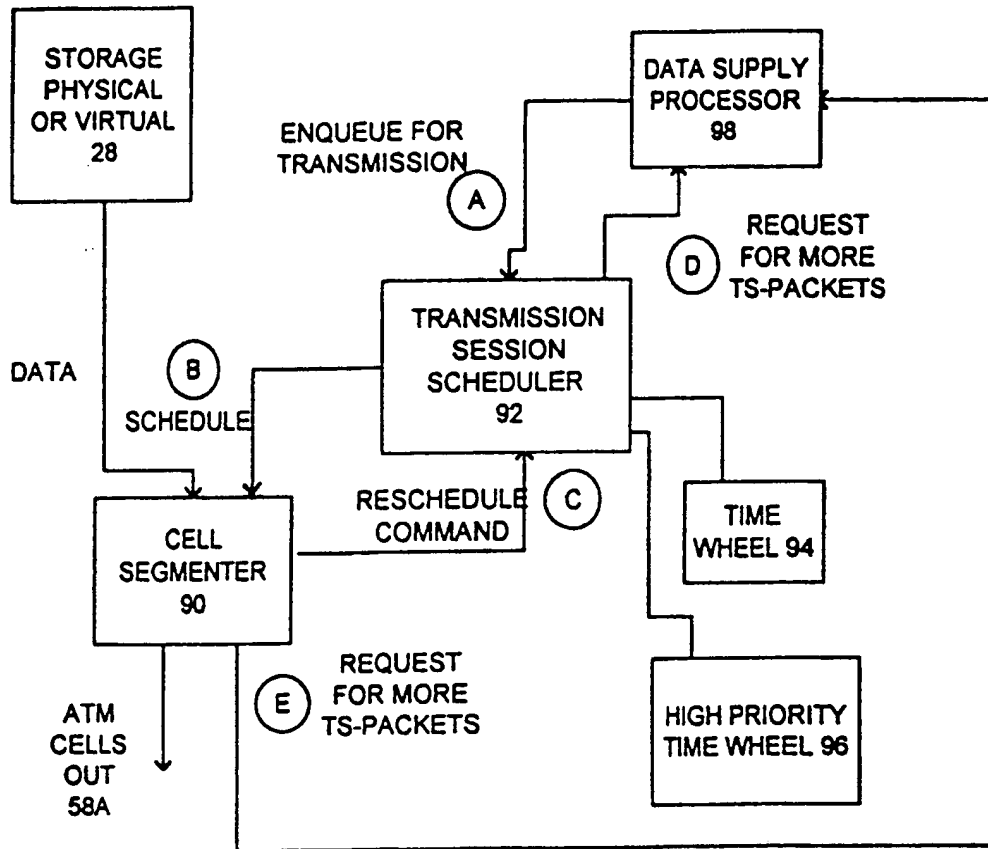 STORAGE
PHYSICAL
OR VIRTUAL
28
DATA SUPPLY
PROCESSOR
98
ENQUEUE FOR
TRANSMISSION
A
D
REQUEST
FOR MORE
TS-PACKETS
TRANSMISSION
SESSION
SCHEDULER
92
DATA
B
SCHEDULE
RESCHEDULE
COMMAND
C
TIME
WHEEL 94
CELL
SEGMENTER
90
E
REQUEST
FOR MORE
TS-PACKETS
HIGH PRIORITY
TIME WHEEL 96
ATM
CELLS
OUT
58A